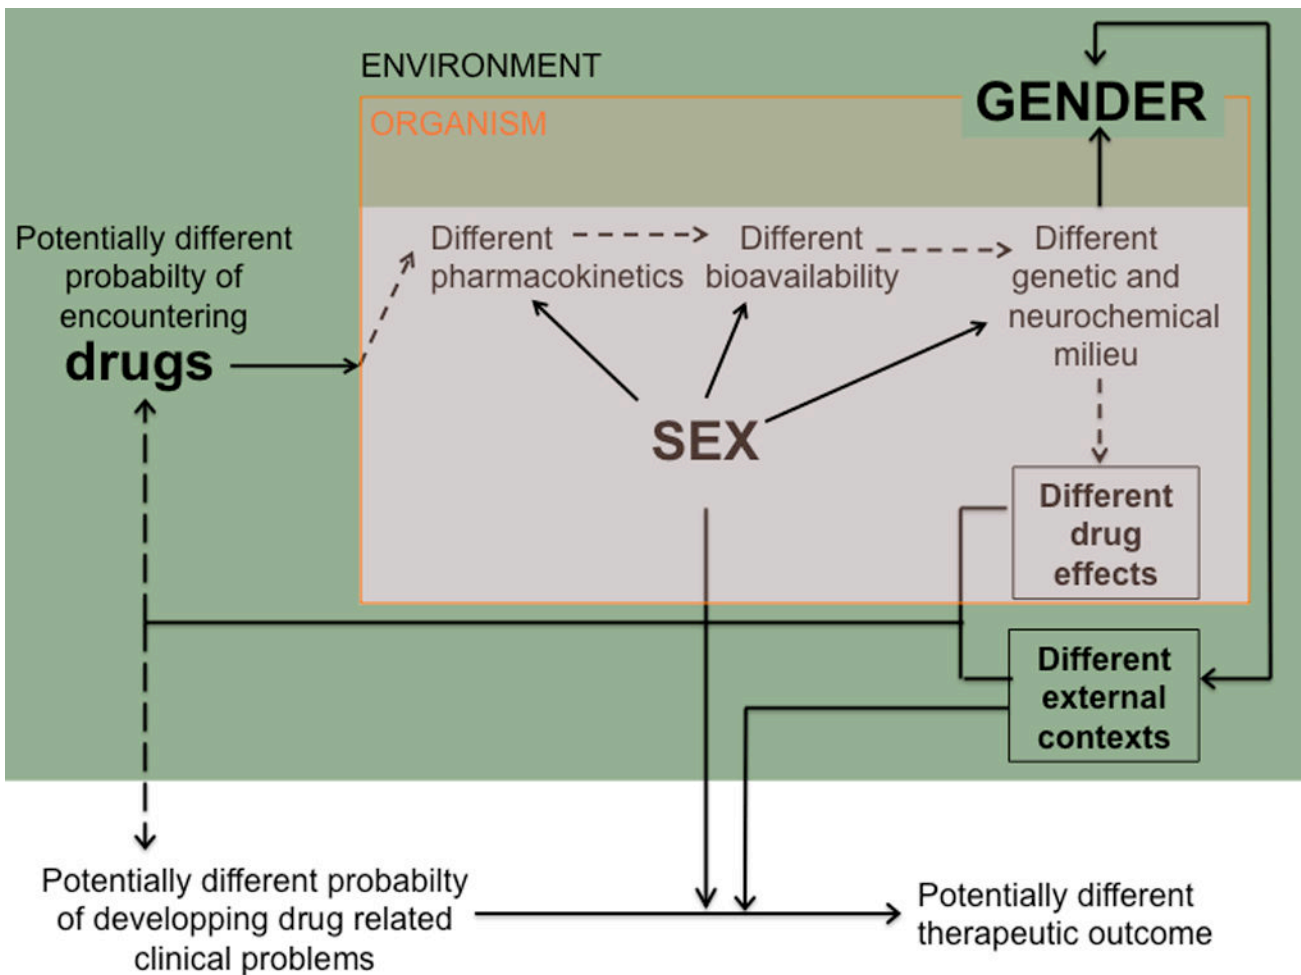 ENVIRONMENT
GENDER
ORGANISM
Potentially different
probabilty of
encountering
drugs
Different
pharmacokinetics
Different
bioavailability
Different
genetic and
neurochemical
milieu
SEX
Different
drug
effects
Different
external
contexts
Potentially different probabilty
of developping drug related
clinical problems
Potentially different
therapeutic outcome